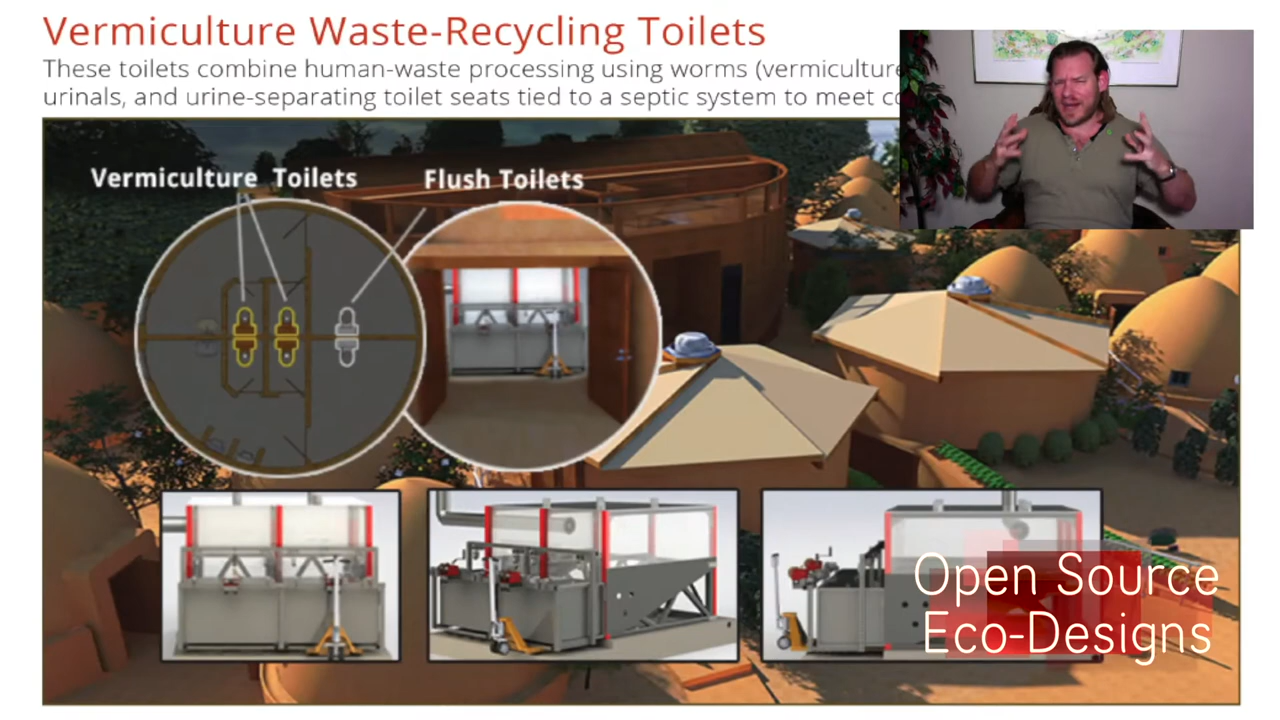 Vermiculture Waste-Recycling Toilets
These toilets combine human-waste processing using worms (vermiculture
urinals, and urine-separating toilet seats tied to a septic system to meet
Vermiculture Toilets
Flush Toilets
Open Source
Eco-Designs